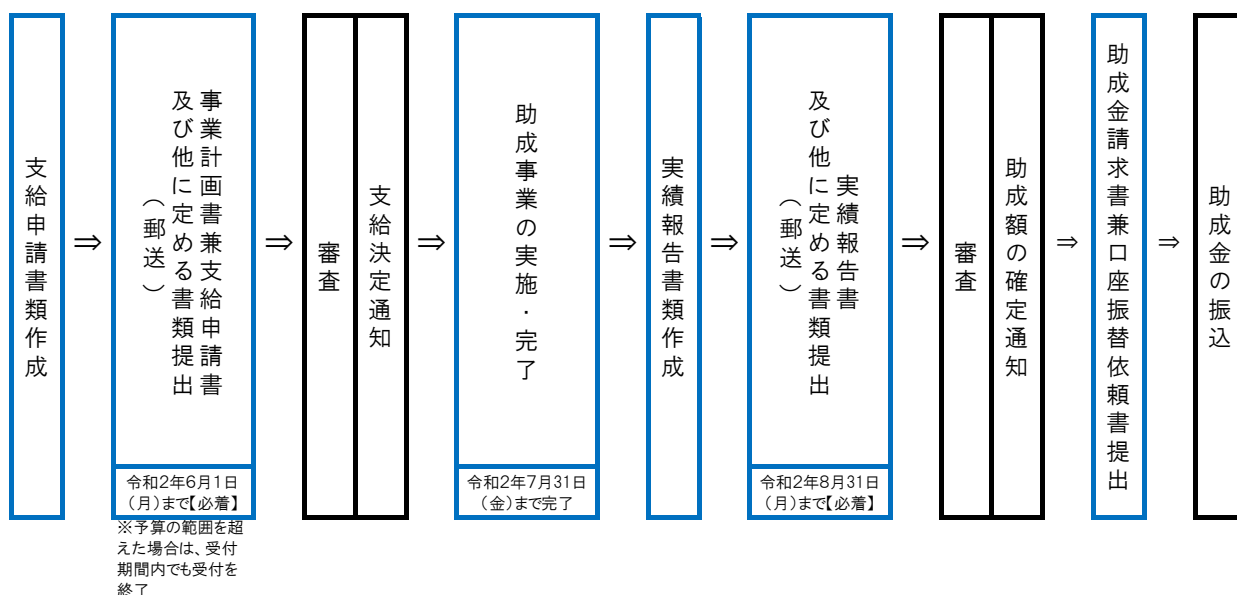 支給申請書類作成
⇒
事業計画書兼支給申請書
及び他に定める書類提出
（郵送）
令和2年6月1日
（月）まで【必着】
※予算の範囲を超
えた場合は、受付
期間内でも受付を
終了
⇒
審査
支給決定通知
⇒
助成事業の実施・完了
令和2年7月31日
（金）まで完了
⇒
実績報告書類作成
⇒
実績報告書
及び他に定める書類提出
（郵送）
令和2年8月31日
（月）まで【必着】
⇒
審査
助成額の確定通知
⇒
助成金請求書兼口座振替依頼書提出
⇒
助成金の振込